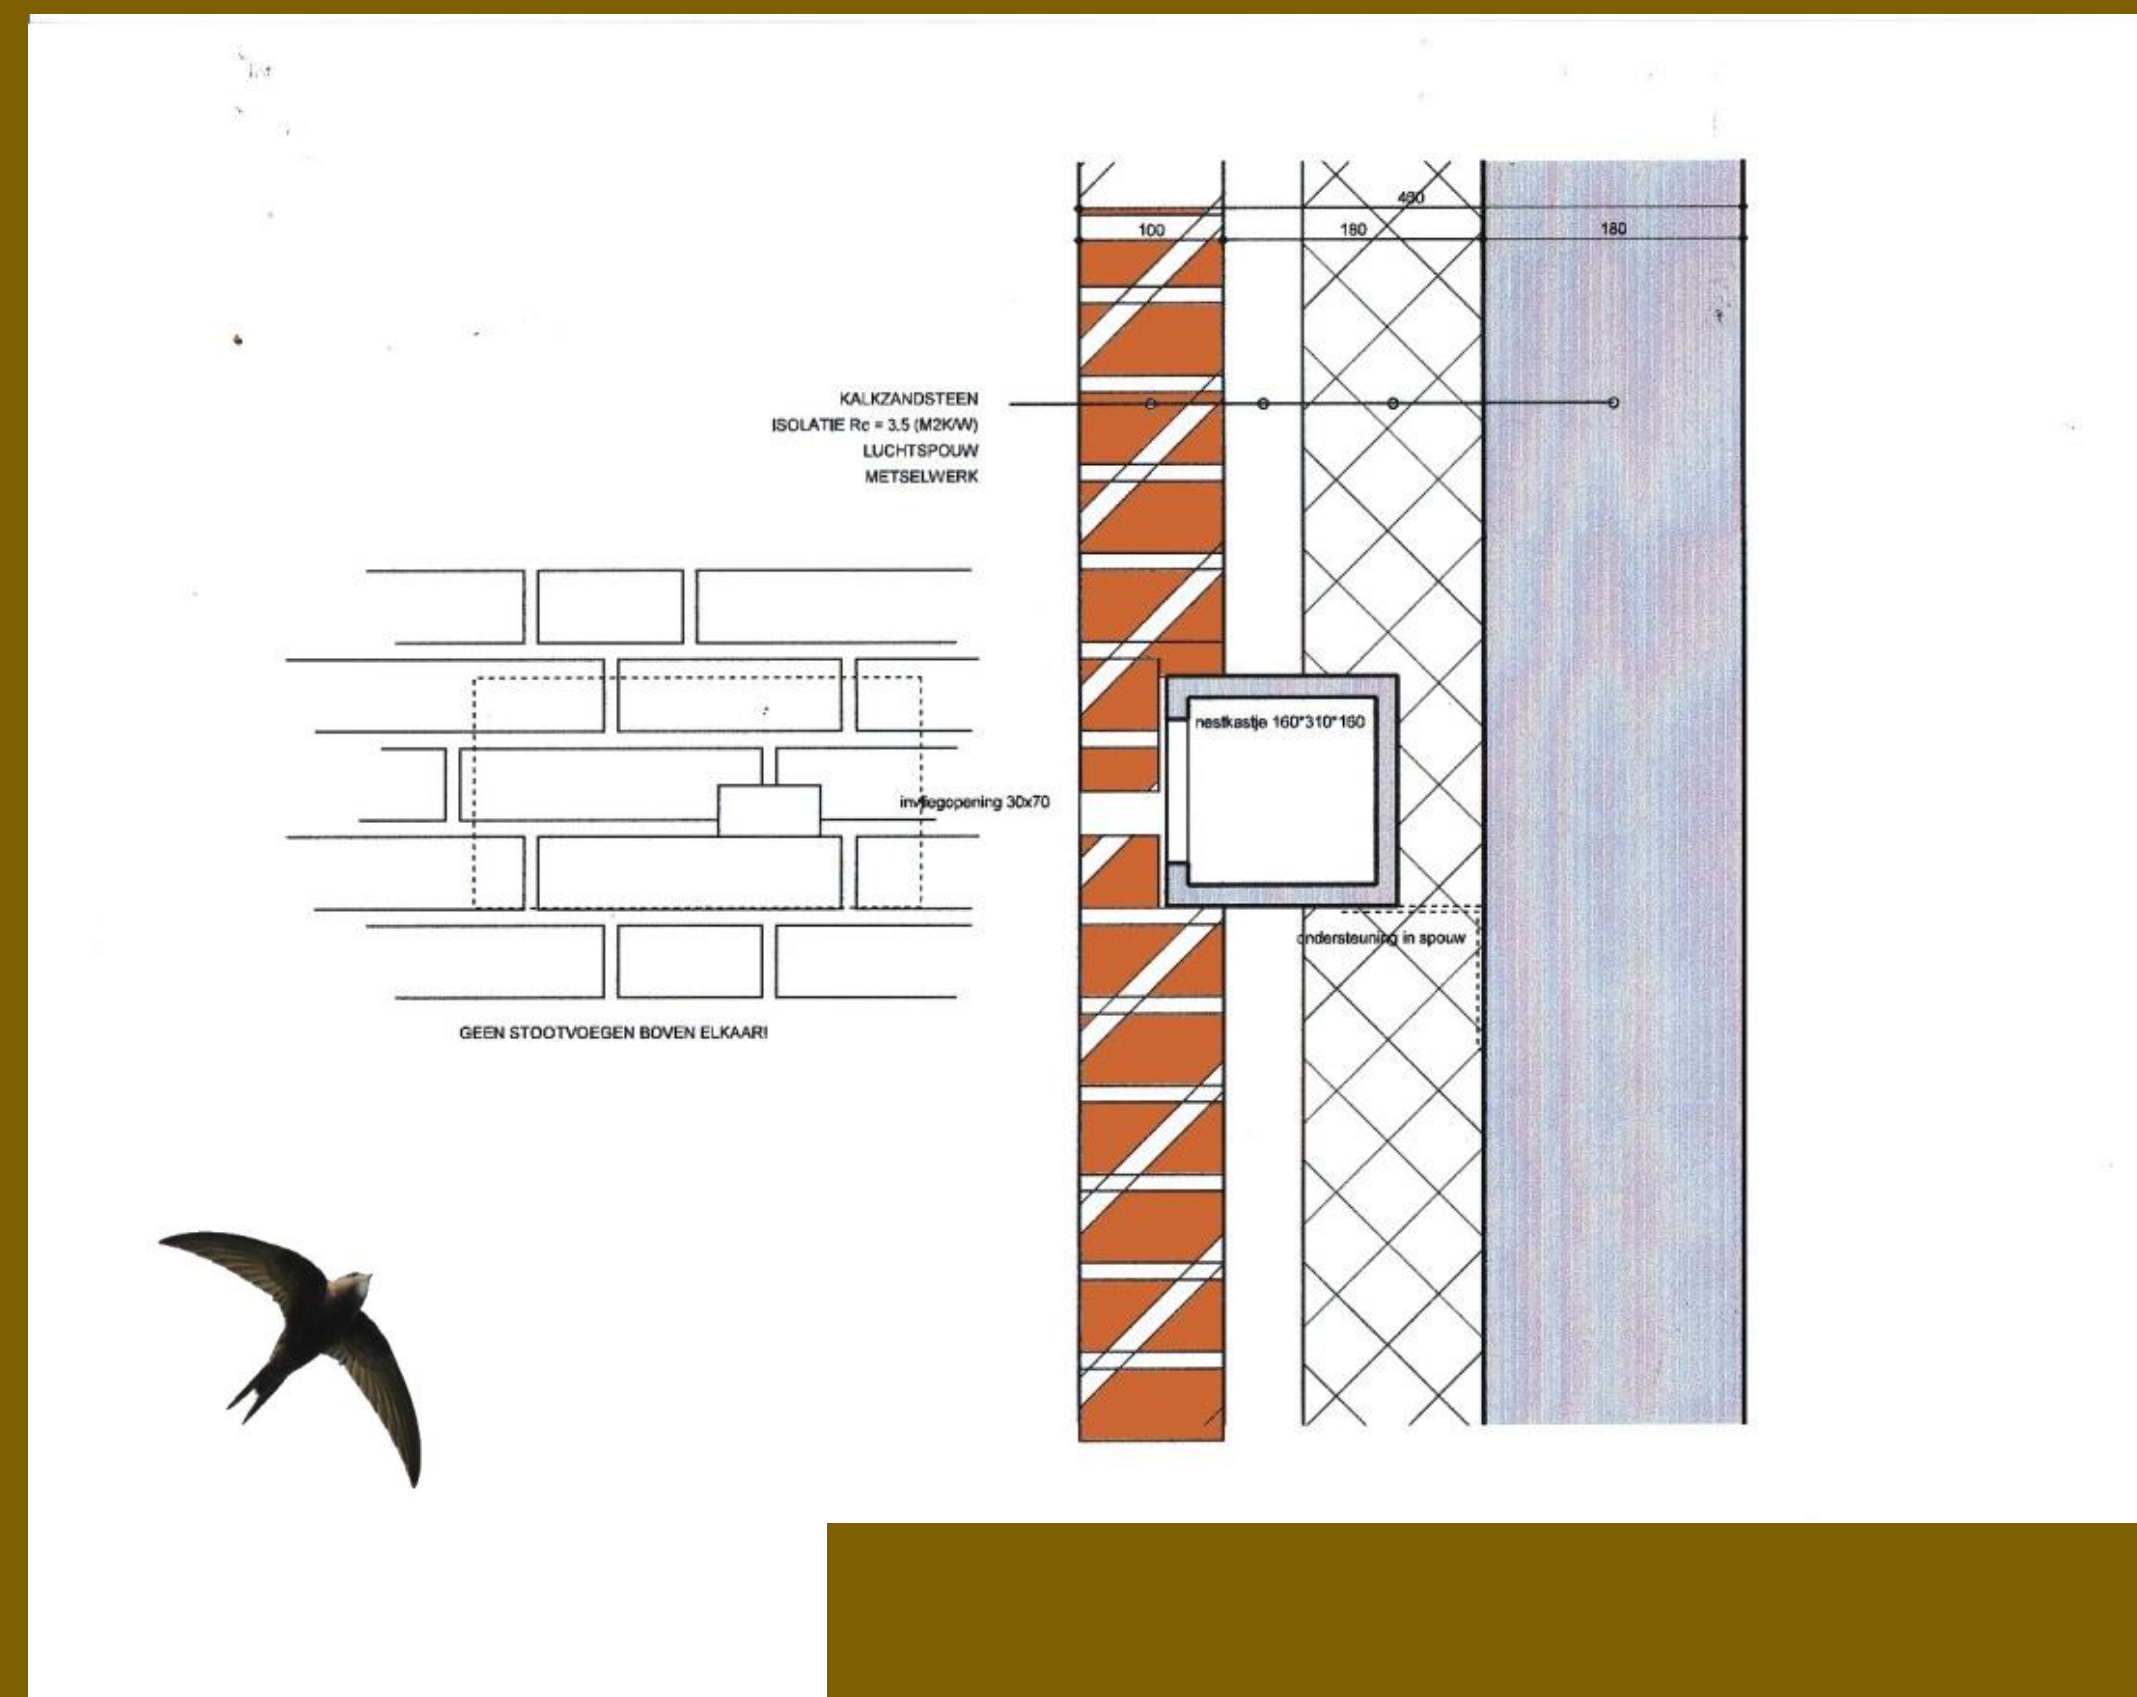 460
100
180
180
KALKZANDSTEEN
ISOLATIE Rc = 3.5 (M2K/W)
LUCHTSPOUW
METSELWERK
nestkastje 160*310*160
invliegopening 30x70
ondersteuning in spouw
GEEN STOOTVOEGEN BOVEN ELKAAR!